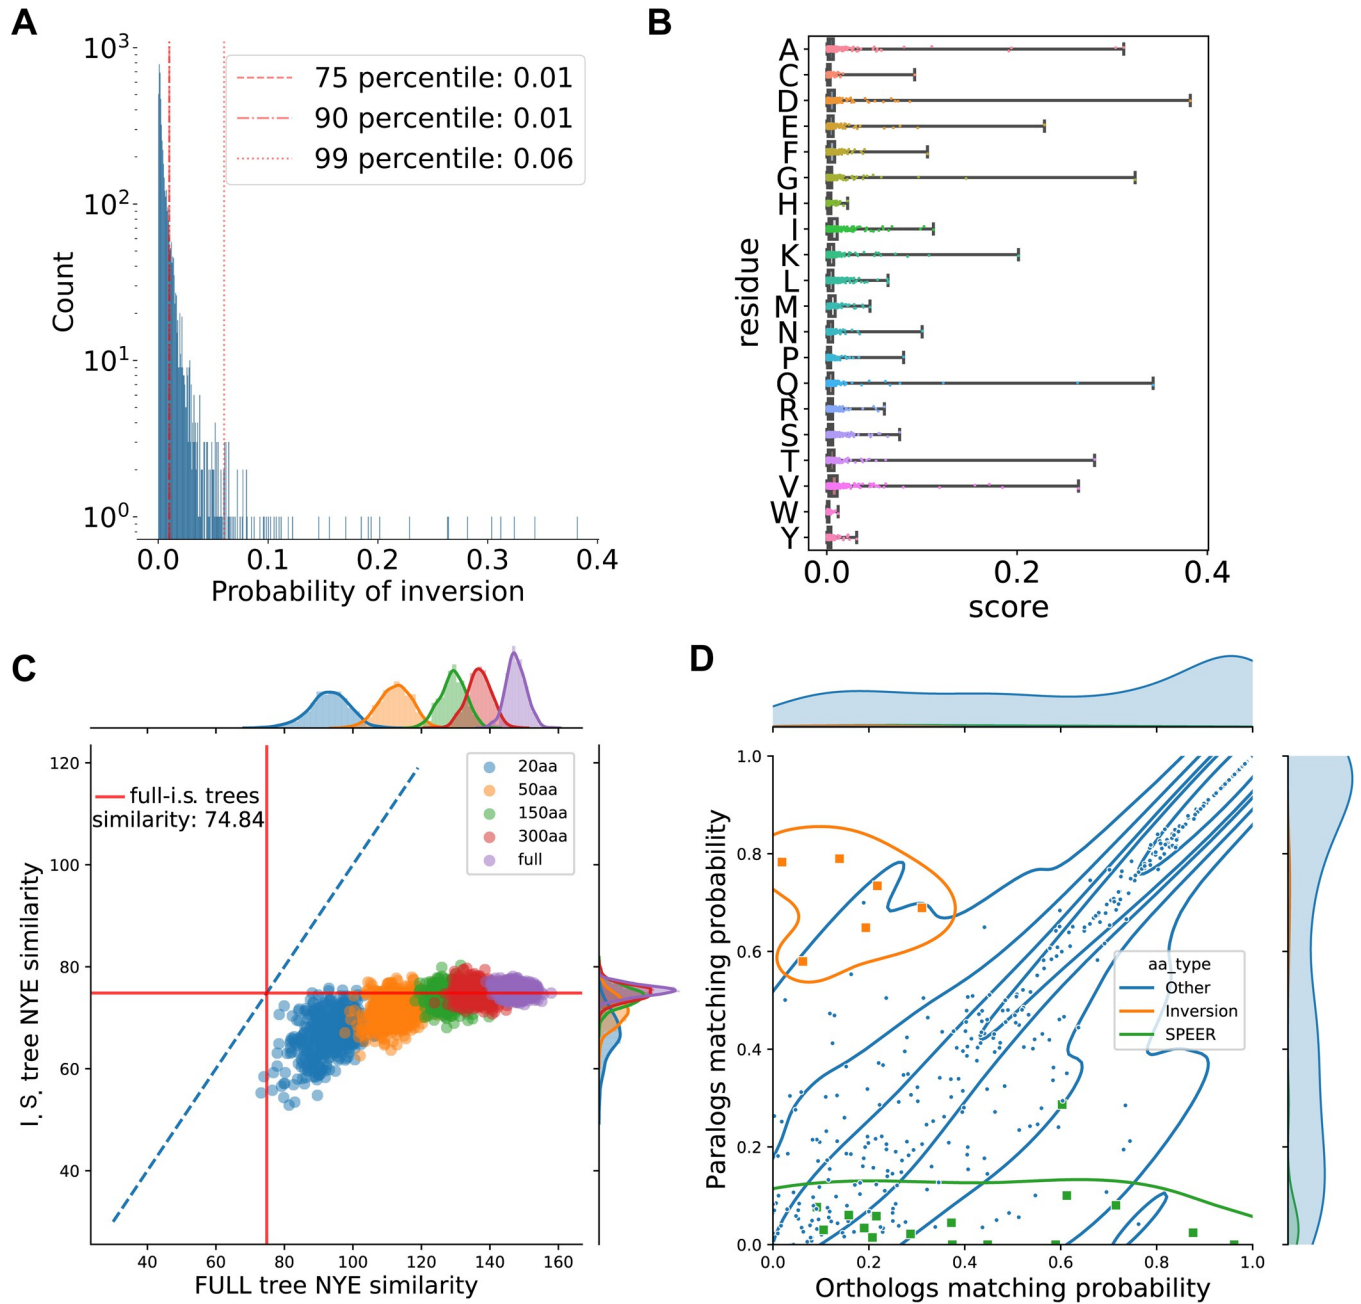 A
10³
10²
10¹
10⁰
Count
75 percentile: 0.01
90 percentile: 0.01
99 percentile: 0.06
0.0 0.1 0.2 0.3 0.4
Probability of inversion
B
residue
A
C
D
E
F
G
H
I
K
L
M
N
P
Q
R
S
T
V
W
Y
0.0 0.2 0.4
score
C
I.S. tree NYE similarity
120
100
80
60
40
full-i.s. trees
similarity: 74.84
20aa
50aa
150aa
300aa
full
40 60 80 100 120 140 160
FULL tree NYE similarity
D
Paralogs matching probability
1.0
0.8
0.6
0.4
0.2
0.0
aa_type
Other
Inversion
SPEER
0.0 0.2 0.4 0.6 0.8 1.0
Orthologs matching probability